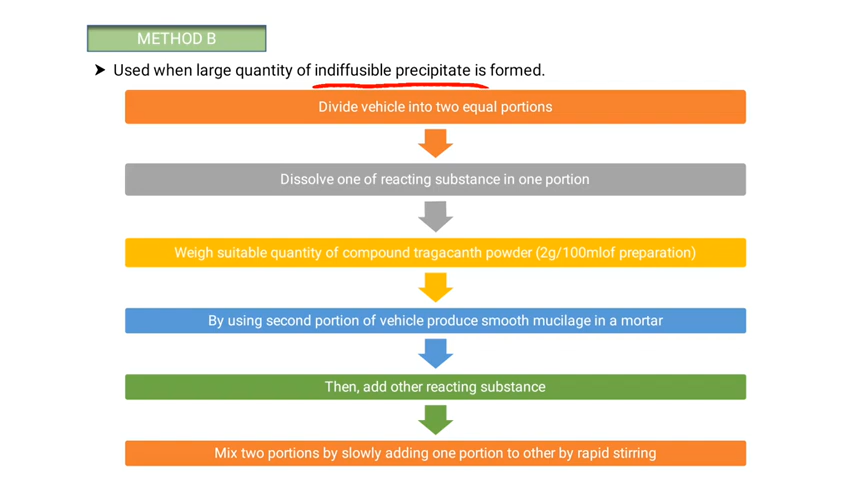 METHOD B
➤ Used when large quantity of indiffusible precipitate is formed.
Divide vehicle into two equal portions
Dissolve one of reacting substance in one portion
Weigh suitable quantity of compound tragacanth powder (2g/100mlof preparation)
By using second portion of vehicle produce smooth mucilage in a mortar
Then, add other reacting substance
Mix two portions by slowly adding one portion to other by rapid stirring